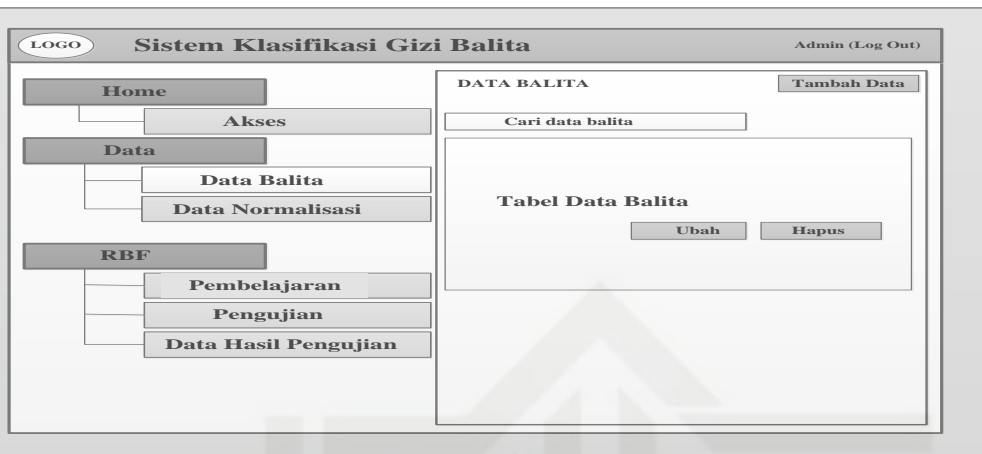 LOGO
Sistem Klasifikasi Gizi Balita
Admin (Log Out)
Home
Akses
Data
Data Balita
Data Normalisasi
RBF
Pembelajaran
Pengujian
Data Hasil Pengujian
DATA BALITA
Tambah Data
Cari data balita
Tabel Data Balita
Ubah
Hapus